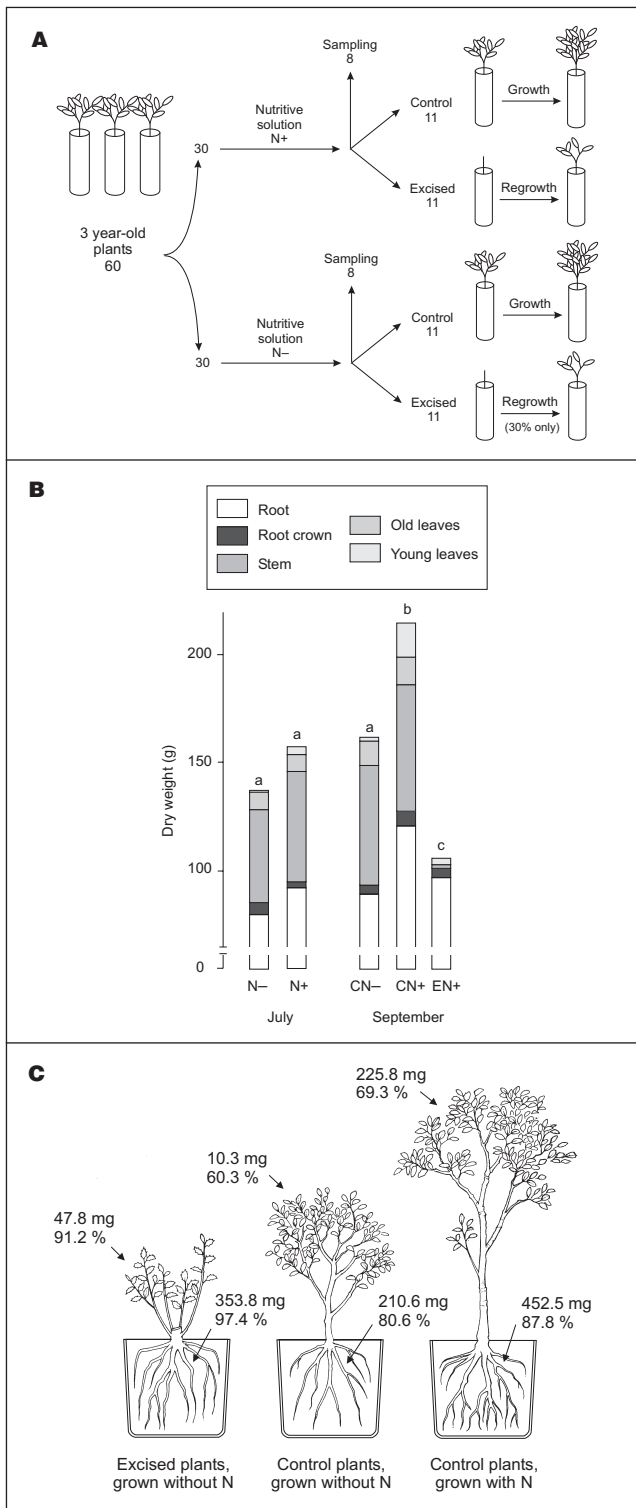 A
3 year-old
plants
60
30
Nutritive
solution
N+
Sampling
8
Control
11
Growth
Excised
11
Regrowth
30
Nutritive
solution
N–
Sampling
8
Control
11
Growth
Excised
11
Regrowth
(30% only)
B
Root
Root crown
Stem
Old leaves
Young leaves
Dry weight (g)
200
150
100
0
a
a
a
b
c
N– N+ CN– CN+ EN+
July September
C
225.8 mg
69.3 %
10.3 mg
60.3 %
47.8 mg
91.2 %
353.8 mg
97.4 %
210.6 mg
80.6 %
452.5 mg
87.8 %
Excised plants,
grown without N
Control plants,
grown without N
Control plants,
grown with N